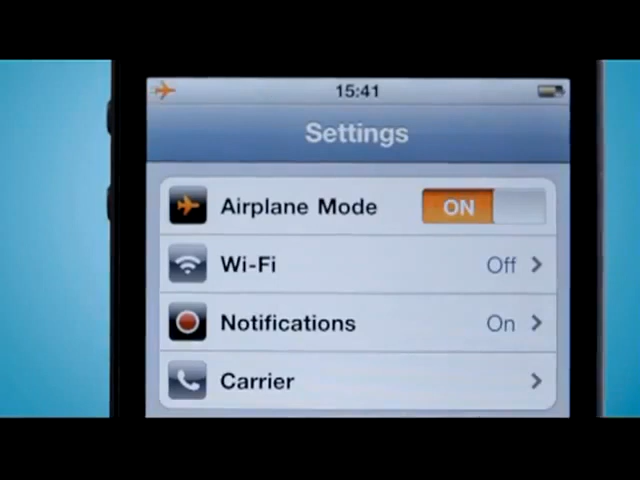 15:41
Settings
Airplane Mode ON
Wi-Fi Off
Notifications On
Carrier